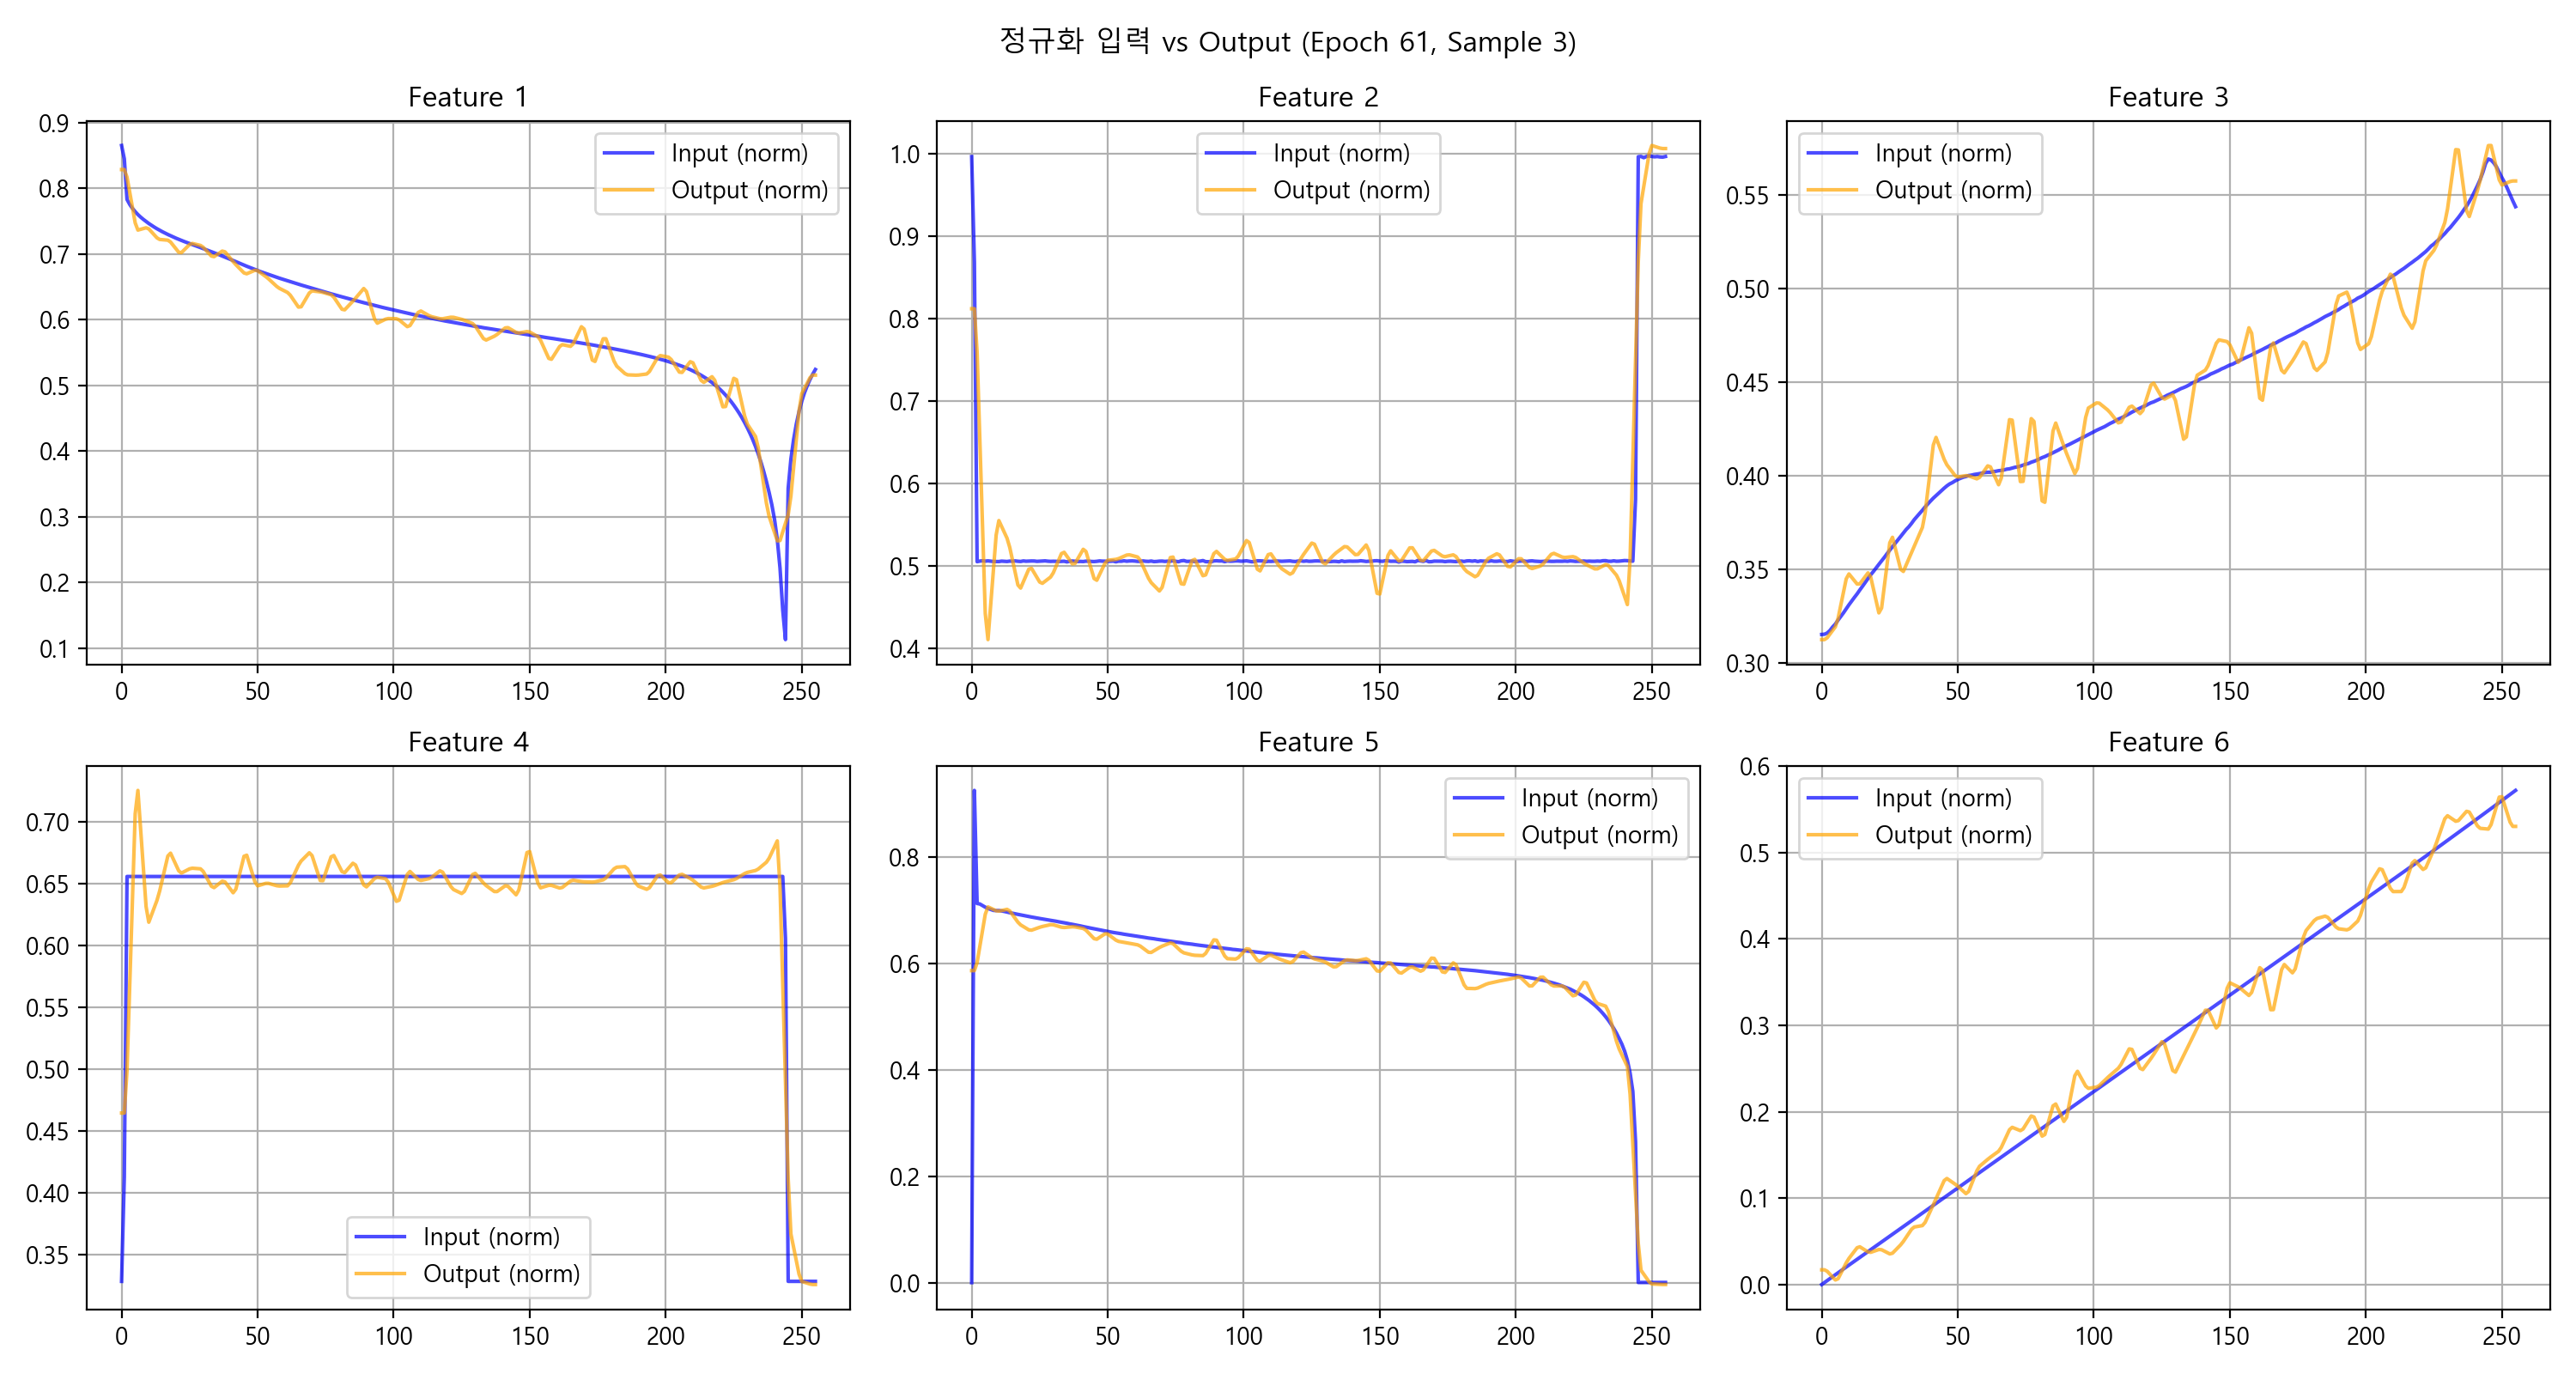 정규화 입력 vs Output (Epoch 61, Sample 3)
Feature 1
0.9
0.8
0.7
0.6
0.5
0.4
0.3
0.2
0.1
0 50 100 150 200 250
Input (norm)
Output (norm)
Feature 2
1.0
0.9
0.8
0.7
0.6
0.5
0.4
0 50 100 150 200 250
Input (norm)
Output (norm)
Feature 3
0.55
0.50
0.45
0.40
0.35
0.30
0 50 100 150 200 250
Input (norm)
Output (norm)
Feature 4
0.70
0.65
0.60
0.55
0.50
0.45
0.40
0.35
0 50 100 150 200 250
Input (norm)
Output (norm)
Feature 5
0.8
0.6
0.4
0.2
0.0
0 50 100 150 200 250
Input (norm)
Output (norm)
Feature 6
0.6
0.5
0.4
0.3
0.2
0.1
0.0
0 50 100 150 200 250
Input (norm)
Output (norm)